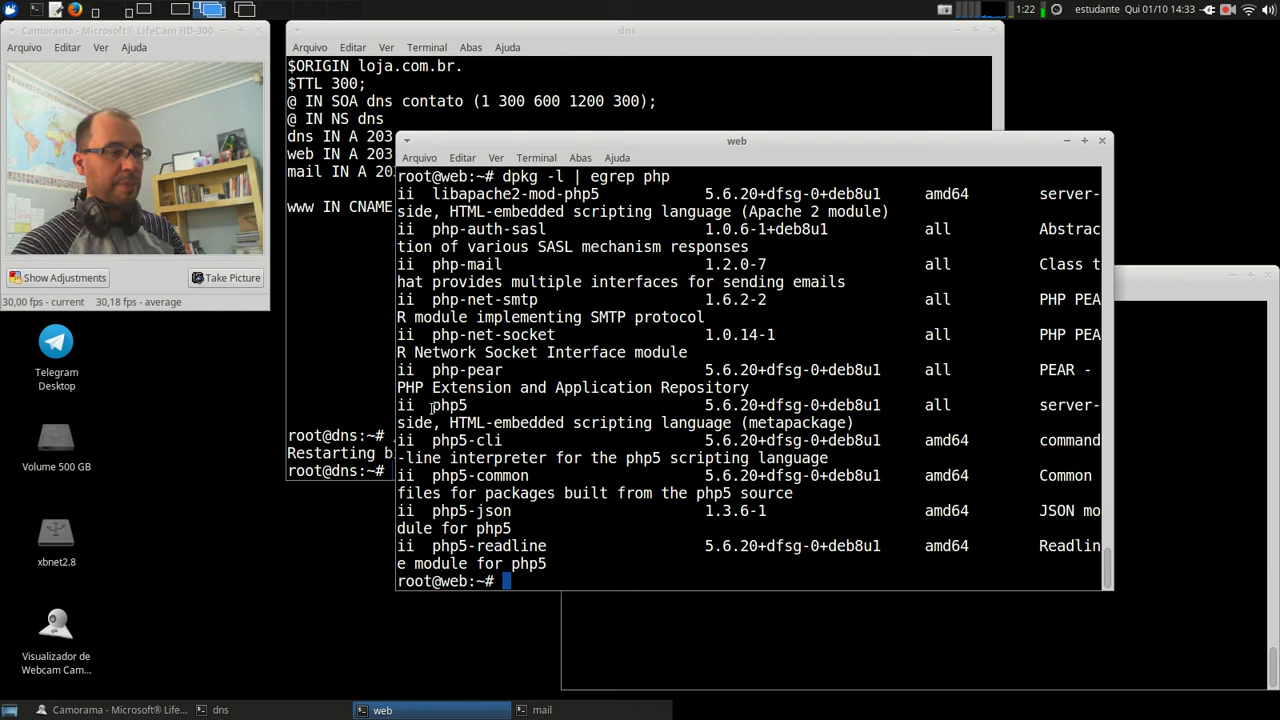 1:22
estudante
Qui 01/10 14:33
Camorama - Microsoft® LifeCam HD-300
Arquivo Editar Ver Ajuda
Show Adjustments
Take Picture
30,00 fps - current 30,18 fps - average
Telegram
Desktop
Volume 500 GB
xbnet2.8
Visualizador de
Webcam Cam...
dns
Arquivo Editar Ver Terminal Abas Ajuda
$ORIGIN loja.com.br.
$TTL 300;
@ IN SOA dns contato (1 300 600 1200 300);
@ IN NS dns
dns IN A 203
web IN A 203
mail IN A 20
www IN CNAME
root@dns:~#
Restarting b
root@dns:~#
web
Arquivo Editar Ver Terminal Abas Ajuda
root@web:~# dpkg -l | egrep php
ii libapache2-mod-php5 5.6.20+dfsg-0+deb8u1 amd64 server-
side, HTML-embedded scripting language (Apache 2 module)
ii php-auth-sasl 1.0.6-1+deb8u1 all Abstrac
tion of various SASL mechanism responses
ii php-mail 1.2.0-7 all Class t
hat provides multiple interfaces for sending emails
ii php-net-smtp 1.6.2-2 all PHP PEA
R module implementing SMTP protocol
ii php-net-socket 1.0.14-1 all PHP PEA
R Network Socket Interface module
ii php-pear 5.6.20+dfsg-0+deb8u1 all PEAR -
PHP Extension and Application Repository
ii php5 5.6.20+dfsg-0+deb8u1 all server-
side, HTML-embedded scripting language (metapackage)
ii php5-cli 5.6.20+dfsg-0+deb8u1 amd64 command
-line interpreter for the php5 scripting language
ii php5-common 5.6.20+dfsg-0+deb8u1 amd64 Common
files for packages built from the php5 source
ii php5-json 1.3.6-1 amd64 JSON mo
dule for php5
ii php5-readline 5.6.20+dfsg-0+deb8u1 amd64 Readlin
e module for php5
root@web:~#
Camorama - Microsoft® LifeCa...
dns
web
mail